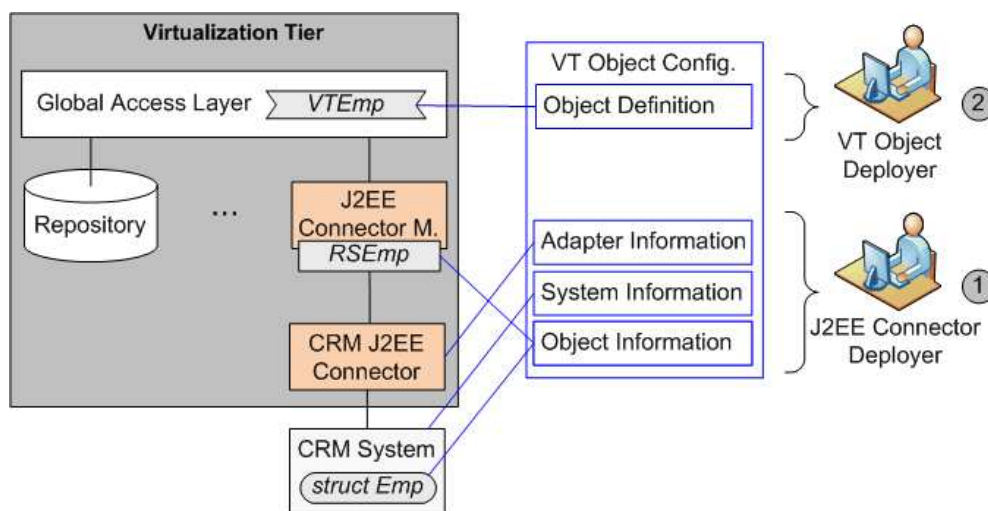 Virtualization Tier
Global Access Layer
VTEmp
Repository
...
J2EE
Connector M.
RSEmp
CRM J2EE
Connector
CRM System
struct Emp
VT Object Config.
Object Definition
Adapter Information
System Information
Object Information
2
VT Object
Deployer
1
J2EE Connector
Deployer